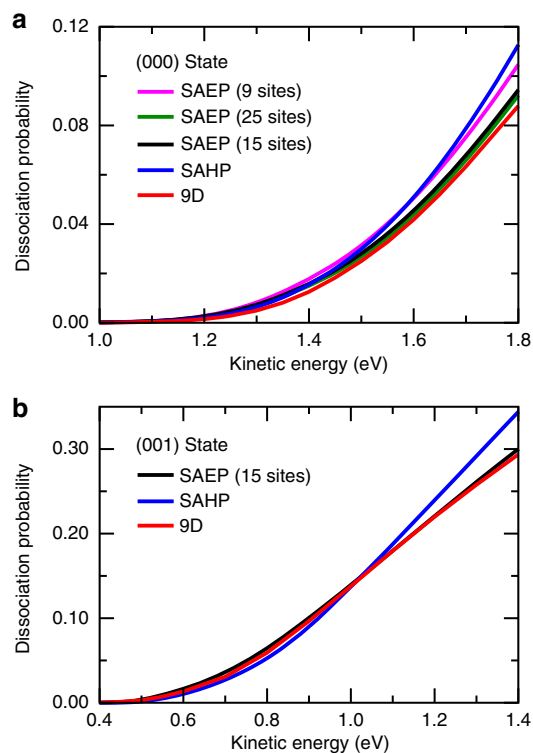 a
0.12
0.08
0.04
0.00
Dissociation probability
(000) State
SAEP (9 sites)
SAEP (25 sites)
SAEP (15 sites)
SAHP
9D
1.0 1.2 1.4 1.6 1.8
Kinetic energy (eV)
b
0.30
0.20
0.10
0.00
Dissociation probability
(001) State
SAEP (15 sites)
SAHP
9D
0.4 0.6 0.8 1.0 1.2 1.4
Kinetic energy (eV)